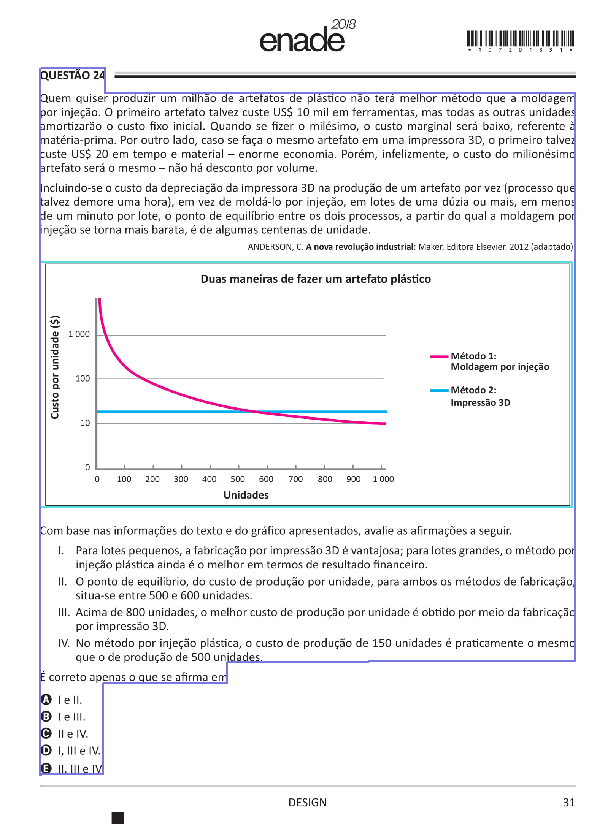 enade 2018
*R0720183 1*
QUESTÃO 24
Quem quiser produzir um milhão de artefatos de plástico não terá melhor método que a moldagem
por injeção. O primeiro artefato talvez custe US$ 10 mil em ferramentas, mas todas as outras unidades
amortizarão o custo fixo inicial. Quando se fizer o milésimo, o custo marginal será baixo, referente à
matéria-prima. Por outro lado, caso se faça o mesmo artefato em uma impressora 3D, o primeiro talvez
custe US$ 20 em tempo e material – enorme economia. Porém, infelizmente, o custo do milionésimo
artefato será o mesmo – não há desconto por volume.
Incluindo-se o custo da depreciação da impressora 3D na produção de um artefato por vez (processo que
talvez demore uma hora), em vez de moldá-lo por injeção, em lotes de uma dúzia ou mais, em menos
de um minuto por lote, o ponto de equilíbrio entre os dois processos, a partir do qual a moldagem por
injeção se torna mais barata, é de algumas centenas de unidade.
ANDERSON, C. A nova revolução industrial: Maker. Editora Elsevier. 2012 (adaptado).
Duas maneiras de fazer um artefato plástico
Custo por unidade ($)
1 000
100
10
0
0 100 200 300 400 500 600 700 800 900 1 000
Unidades
Método 1:
Moldagem por injeção
Método 2:
Impressão 3D
Com base nas informações do texto e do gráfico apresentados, avalie as afirmações a seguir.
I. Para lotes pequenos, a fabricação por impressão 3D é vantajosa; para lotes grandes, o método por
injeção plástica ainda é o melhor em termos de resultado financeiro.
II. O ponto de equilíbrio, do custo de produção por unidade, para ambos os métodos de fabricação,
situa-se entre 500 e 600 unidades.
III. Acima de 800 unidades, o melhor custo de produção por unidade é obtido por meio da fabricação
por impressão 3D.
IV. No método por injeção plástica, o custo de produção de 150 unidades é praticamente o mesmo
que o de produção de 500 unidades.
É correto apenas o que se afirma em
A I e II.
B I e III.
C II e IV.
D I, III e IV.
E II, III e IV
DESIGN
31